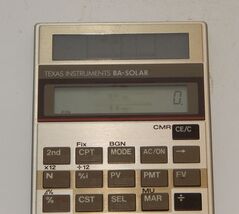 TEXAS INSTRUMENTS BA-SOLAR
0.
CMR CE/C
Fix BGN
2nd CPT MODE AC/ON →
×12 ÷12
N %i PV PMT FV
Δ% MU
% CST SEL MAR ÷